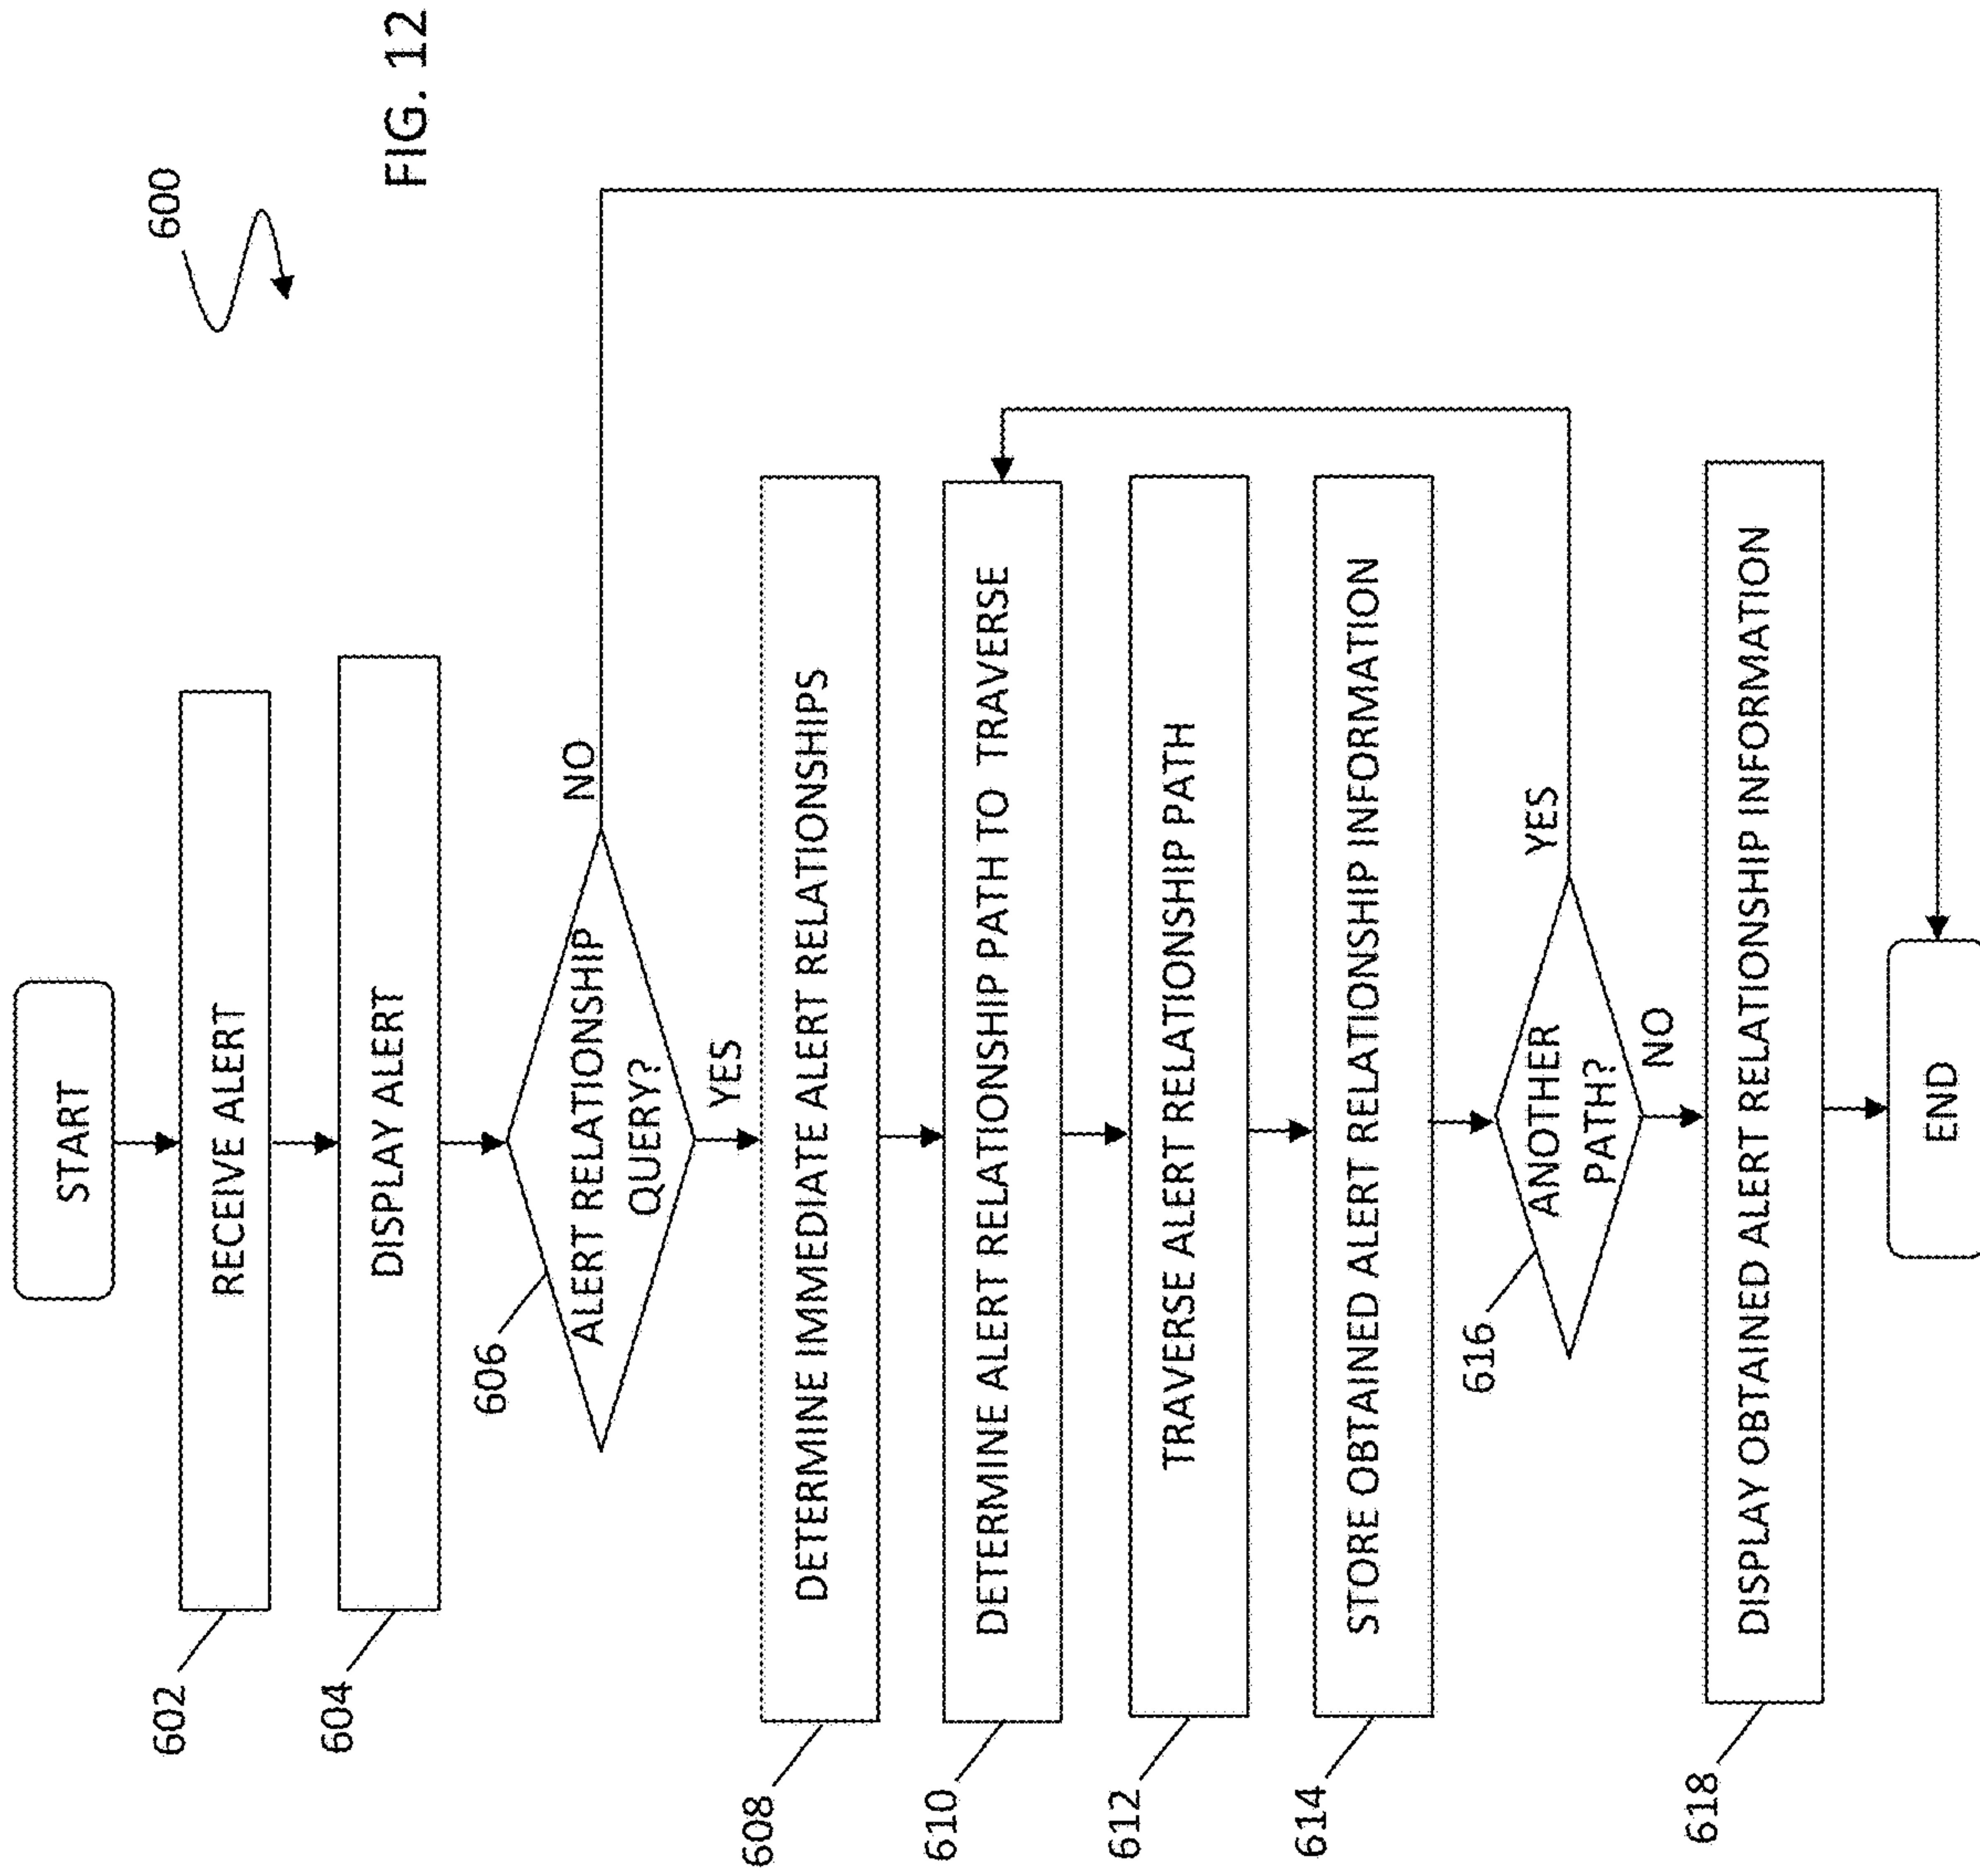 600
FIG. 12
START
602
RECEIVE ALERT
604
DISPLAY ALERT
606
ALERT RELATIONSHIP
QUERY?
NO
YES
608
DETERMINE IMMEDIATE ALERT RELATIONSHIPS
610
DETERMINE ALERT RELATIONSHIP PATH TO TRAVERSE
612
TRAVERSE ALERT RELATIONSHIP PATH
614
STORE OBTAINED ALERT RELATIONSHIP INFORMATION
616
ANOTHER
PATH?
YES
NO
618
DISPLAY OBTAINED ALERT RELATIONSHIP INFORMATION
END